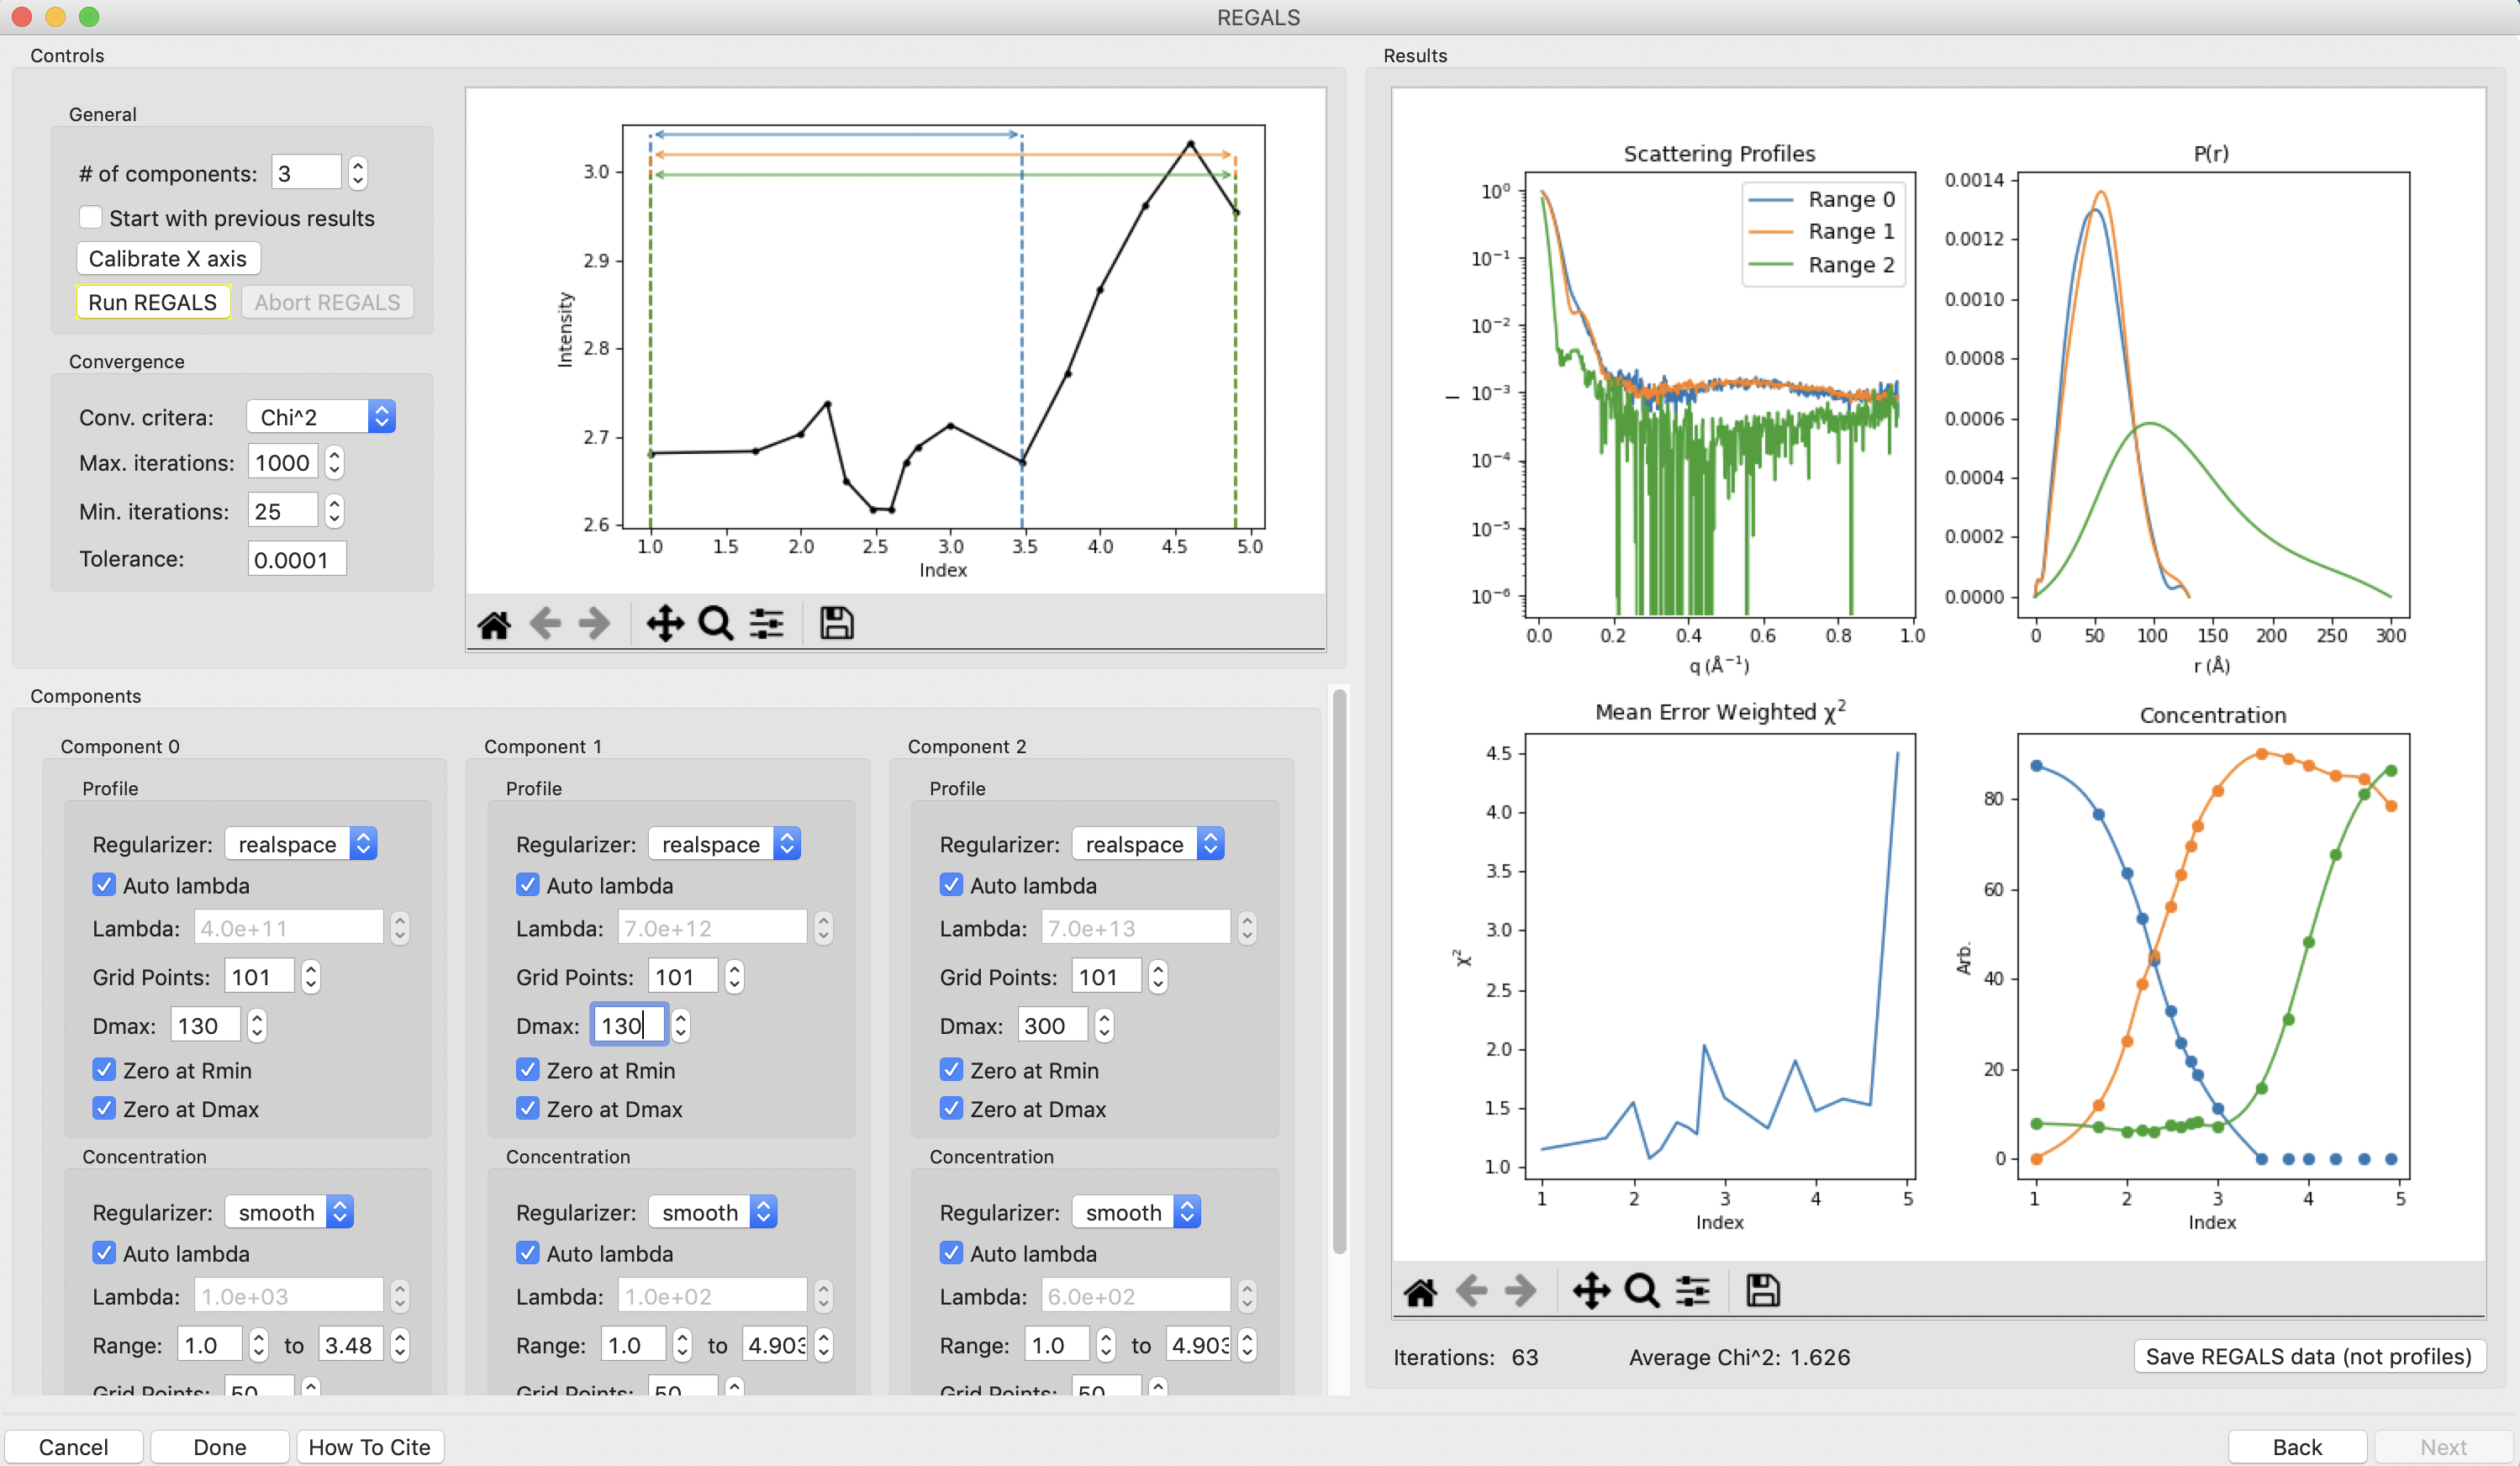 REGALS
Controls
General
# of components: 3
Start with previous results
Calibrate X axis
Run REGALS Abort REGALS
Convergence
Conv. critera: Chi^2
Max. iterations: 1000
Min. iterations: 25
Tolerance: 0.0001
3.0
2.9
2.8
2.7
2.6
Intensity
1.0 1.5 2.0 2.5 3.0 3.5 4.0 4.5 5.0
Index
Components
Component 0
Profile
Regularizer: realspace
Auto lambda
Lambda: 4.0e+11
Grid Points: 101
Dmax: 130
Zero at Rmin
Zero at Dmax
Concentration
Regularizer: smooth
Auto lambda
Lambda: 1.0e+03
Range: 1.0 to 3.48
Grid Points: 50
Component 1
Profile
Regularizer: realspace
Auto lambda
Lambda: 7.0e+12
Grid Points: 101
Dmax: 130
Zero at Rmin
Zero at Dmax
Concentration
Regularizer: smooth
Auto lambda
Lambda: 1.0e+02
Range: 1.0 to 4.903
Grid Points: 50
Component 2
Profile
Regularizer: realspace
Auto lambda
Lambda: 7.0e+13
Grid Points: 101
Dmax: 300
Zero at Rmin
Zero at Dmax
Concentration
Regularizer: smooth
Auto lambda
Lambda: 6.0e+02
Range: 1.0 to 4.903
Grid Points: 50
Results
Scattering Profiles
Range 0
Range 1
Range 2
10⁰
10⁻¹
10⁻²
10⁻³
10⁻⁴
10⁻⁵
10⁻⁶
I
0.0 0.2 0.4 0.6 0.8 1.0
q (Å⁻¹)
P(r)
0.0014
0.0012
0.0010
0.0008
0.0006
0.0004
0.0002
0.0000
0 50 100 150 200 250 300
r (Å)
Mean Error Weighted χ²
4.5
4.0
3.5
3.0
2.5
2.0
1.5
1.0
χ²
1 2 3 4 5
Index
Concentration
80
60
40
20
0
Arb.
1 2 3 4 5
Index
Iterations: 63 Average Chi^2: 1.626 Save REGALS data (not profiles)
Cancel Done How To Cite Back Next